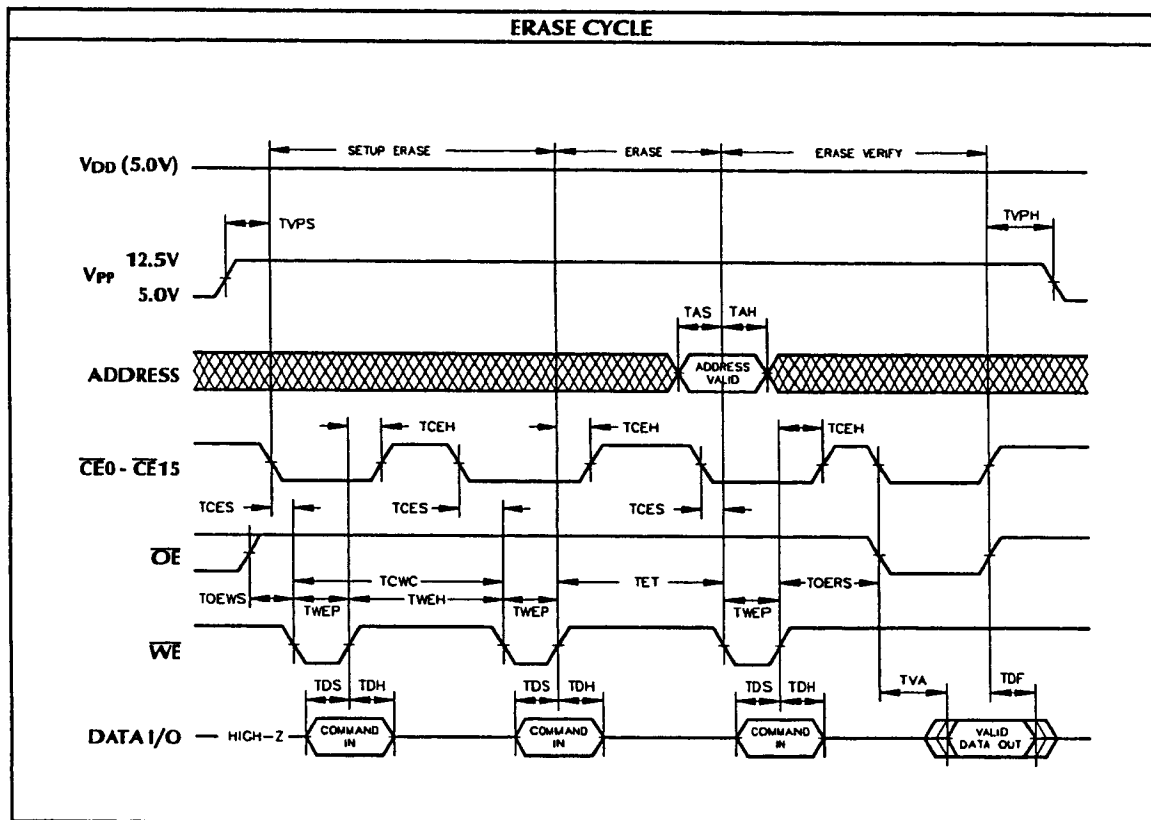 ERASE CYCLE
SETUP ERASE ERASE ERASE VERIFY
VDD (5.0V)
TVPS TVPH
12.5V
VPP
5.0V
TAS TAH
ADDRESS ADDRESS VALID
TCEH TCEH TCEH
CE0 - CE15
TCES TCES TCES
OE
TCWC TET TOERS
TOEWS TWEP TWEH TWEP TWEP
WE
TDS TDH TDS TDH TDS TDH TVA TDF
DATA I/O HIGH-Z COMMAND IN COMMAND IN COMMAND IN VALID DATA OUT